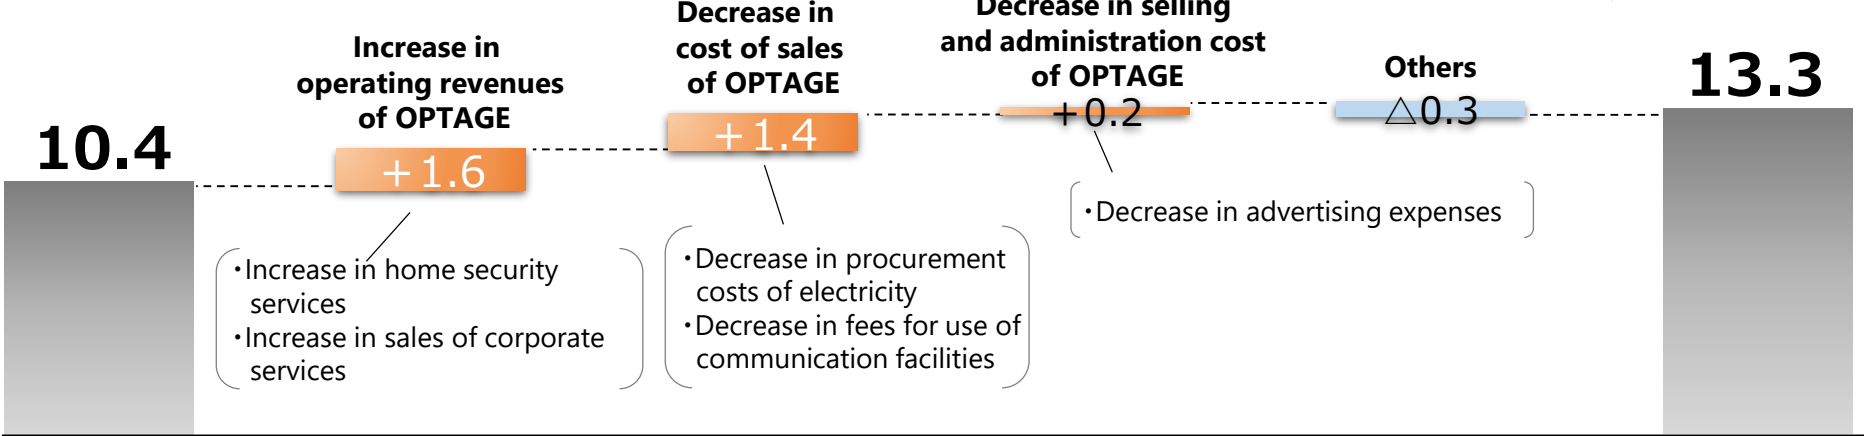 10.4
Increase in
operating revenues
of OPTAGE
+1.6
・Increase in home security
services
・Increase in sales of corporate
services
Decrease in
cost of sales
of OPTAGE
+1.4
・Decrease in procurement
costs of electricity
・Decrease in fees for use of
communication facilities
Decrease in selling
and administration cost
of OPTAGE
+0.2
・Decrease in advertising expenses
Others
△0.3
13.3